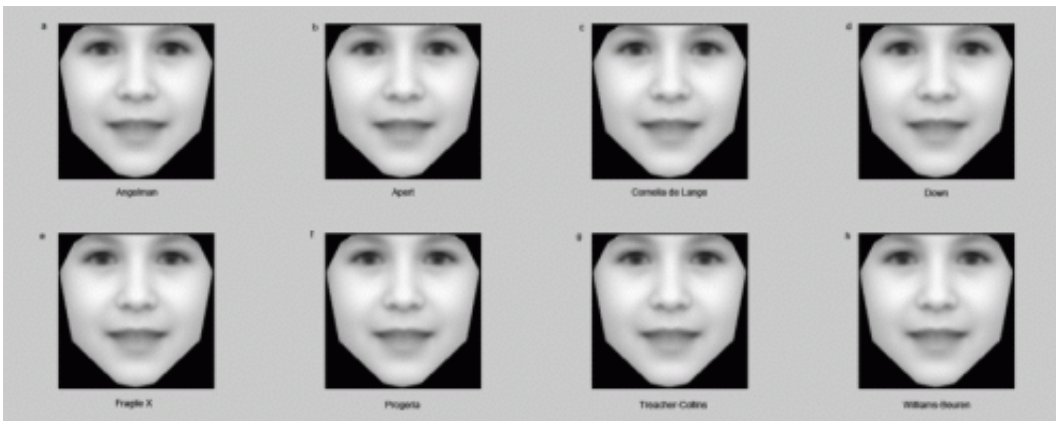 a
b
c
d
Angelman
Apert
Cornelia de Lange
Down
e
f
g
Fragile X
Progeria
Treacher-Collins
Williams-Beuren